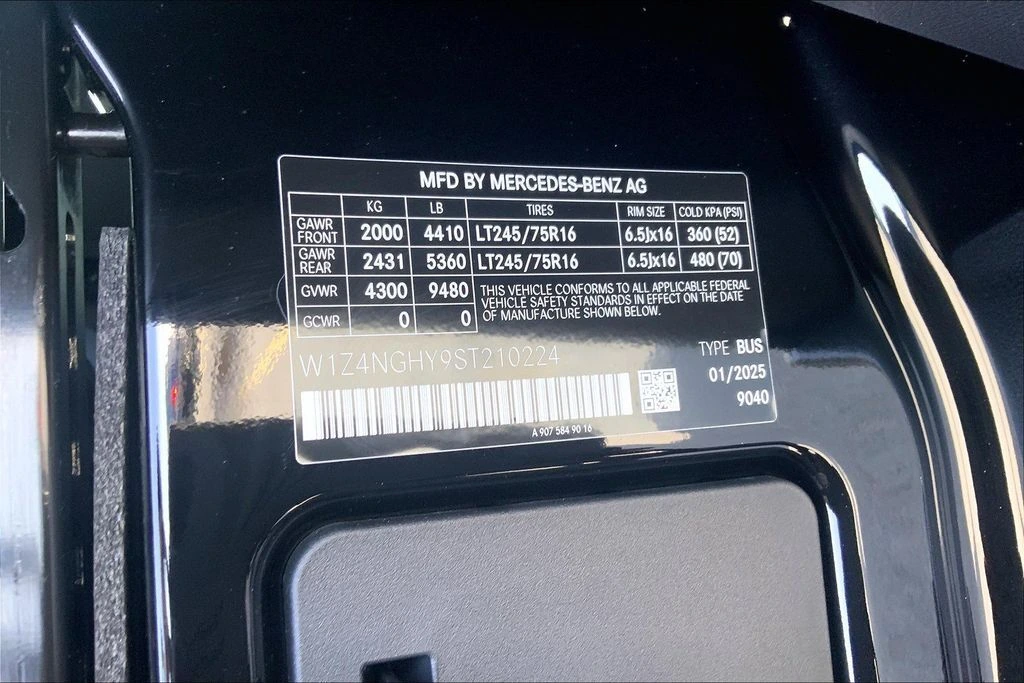 MFD BY MERCEDES-BENZ AG
KG LB TIRES RIM SIZE COLD KPA (PSI)
GAWR FRONT 2000 4410 LT245/75R16 6.5Jx16 360 (52)
GAWR REAR 2431 5360 LT245/75R16 6.5Jx16 480 (70)
GVWR 4300 9480
GCWR 0 0
THIS VEHICLE CONFORMS TO ALL APPLICABLE FEDERAL
VEHICLE SAFETY STANDARDS IN EFFECT ON THE DATE
OF MANUFACTURE SHOWN BELOW.
W1Z4NGHY9ST210224
TYPE BUS
01/2025
9040
A 907 584 90 16